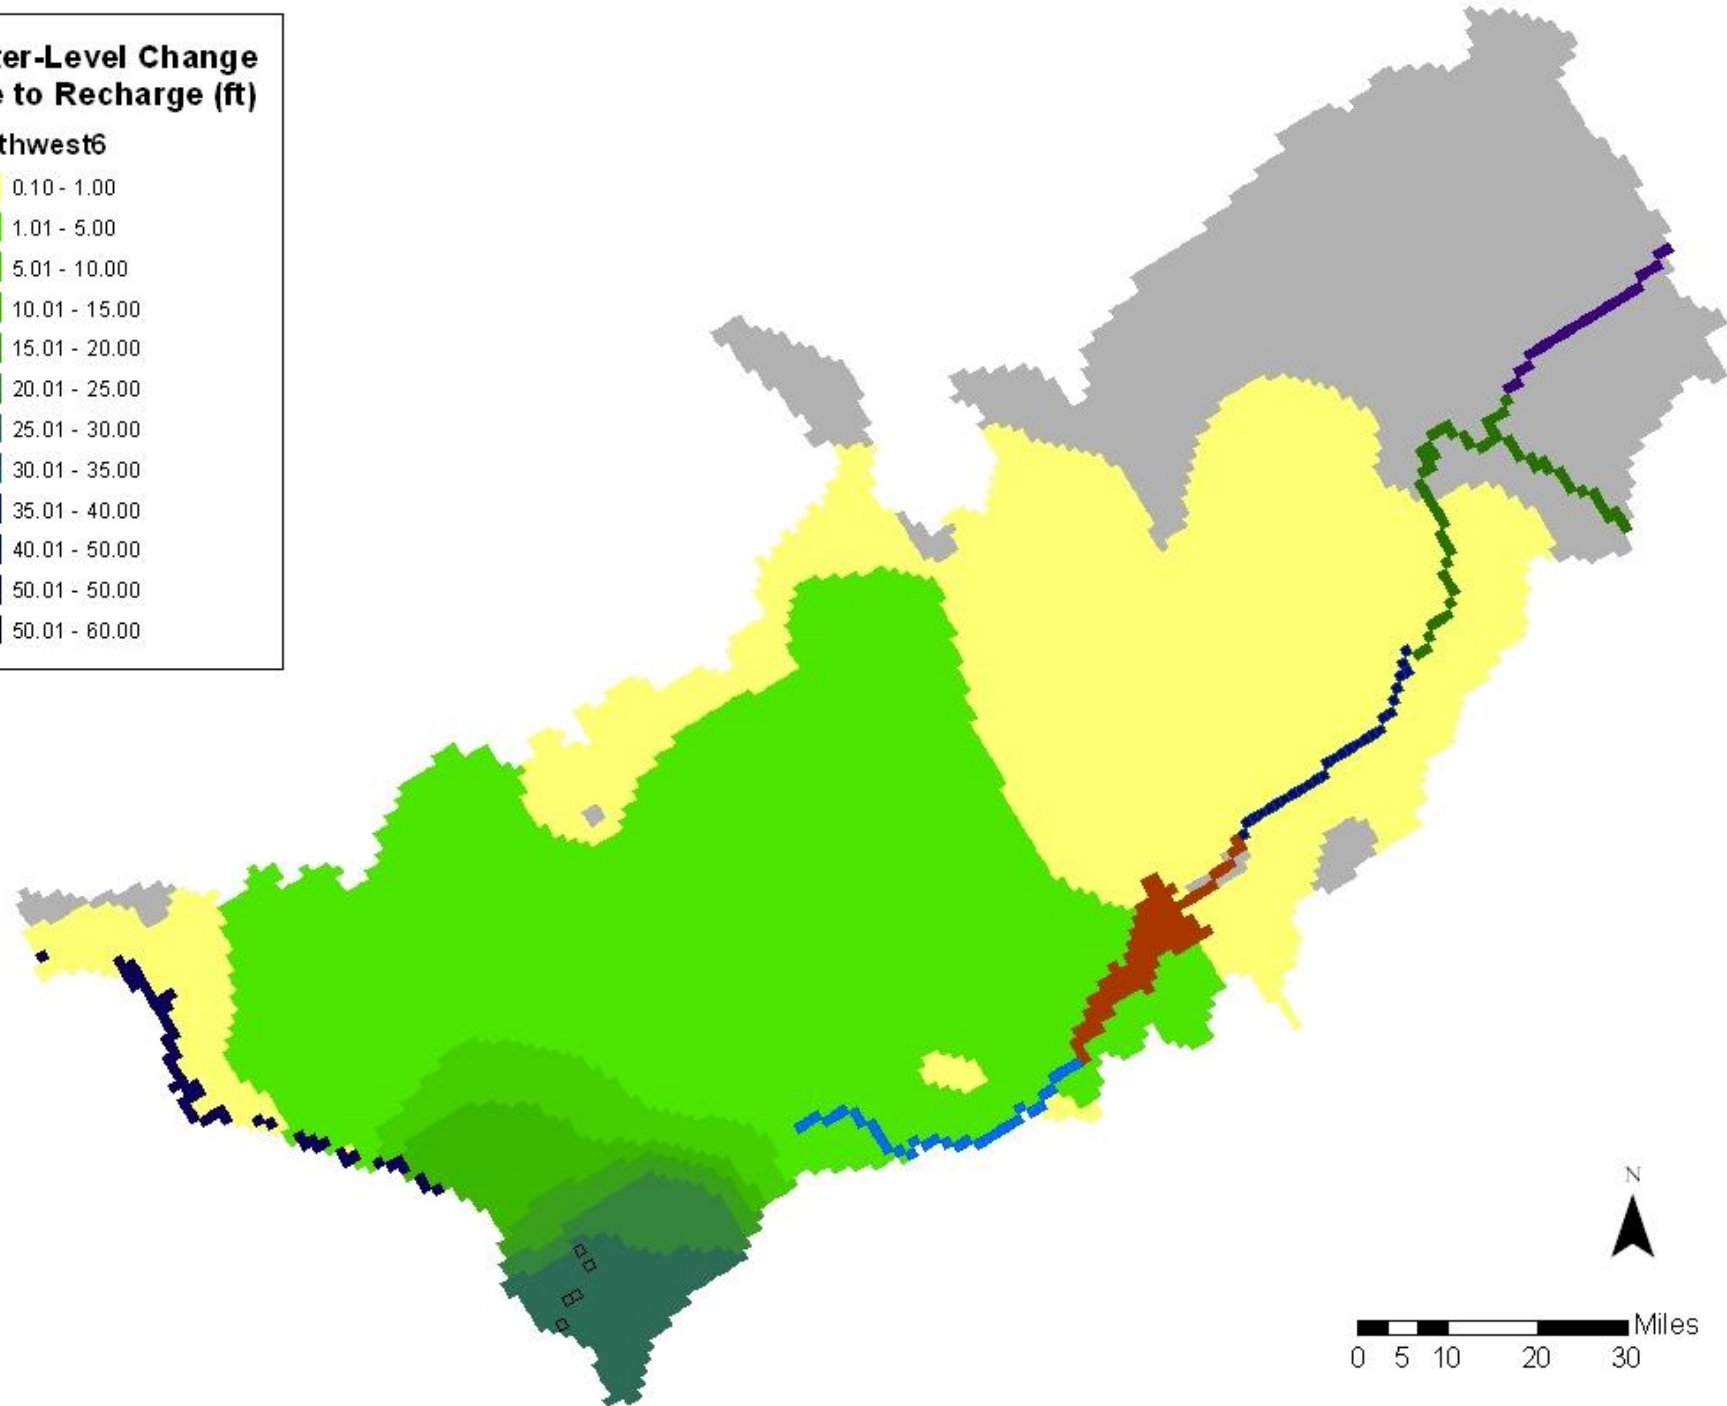 ter-Level Change
e to Recharge (ft)
thwest6
0.10 - 1.00
1.01 - 5.00
5.01 - 10.00
10.01 - 15.00
15.01 - 20.00
20.01 - 25.00
25.01 - 30.00
30.01 - 35.00
35.01 - 40.00
40.01 - 50.00
50.01 - 50.00
50.01 - 60.00
N
Miles
0 5 10 20 30